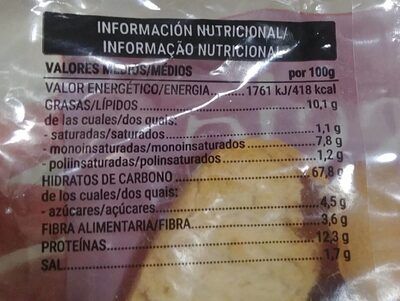 INFORMACIÓN NUTRICIONAL/
INFORMAÇÃO NUTRICIONAL
VALORES MEDIOS/MÉDIOS por 100g
VALOR ENERGÉTICO/ENERGIA 1761 kJ/418 kcal
GRASAS/LÍPIDOS 10,1 g
de las cuales/dos quais:
- saturadas/saturados 1,1 g
- monoinsaturadas/monoinsaturados 7,8 g
- poliinsaturadas/polinsaturados 1,2 g
HIDRATOS DE CARBONO 67,8 g
de los cuales/dos quais:
- azúcares/açúcares 4,5 g
FIBRA ALIMENTARIA/FIBRA 3,6 g
PROTEÍNAS 12,3 g
SAL 1,7 g